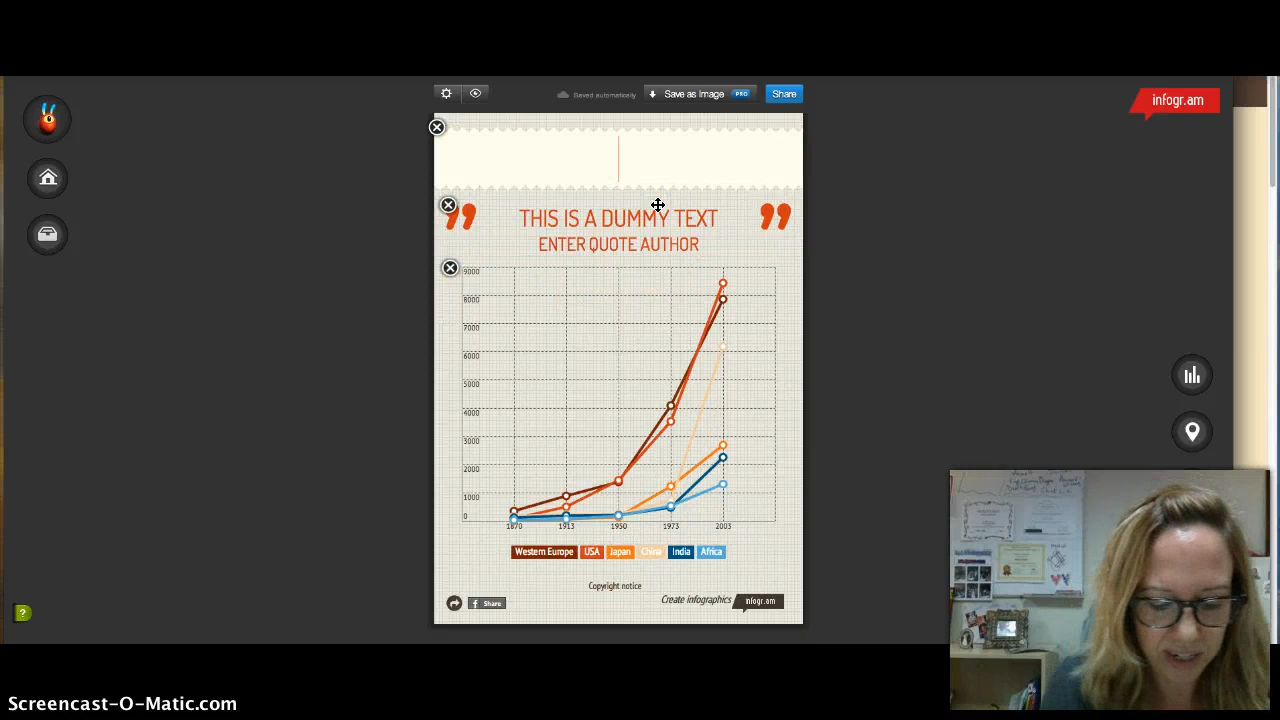 Saved automatically
Save as Image PRO
Share
infogr.am
THIS IS A DUMMY TEXT
ENTER QUOTE AUTHOR
9000
8000
7000
6000
5000
4000
3000
2000
1000
0
1870 1913 1950 1973 2003
Western Europe USA Japan China India Africa
Copyright notice
Create infographics infogr.am
Share
?
Screencast-O-Matic.com